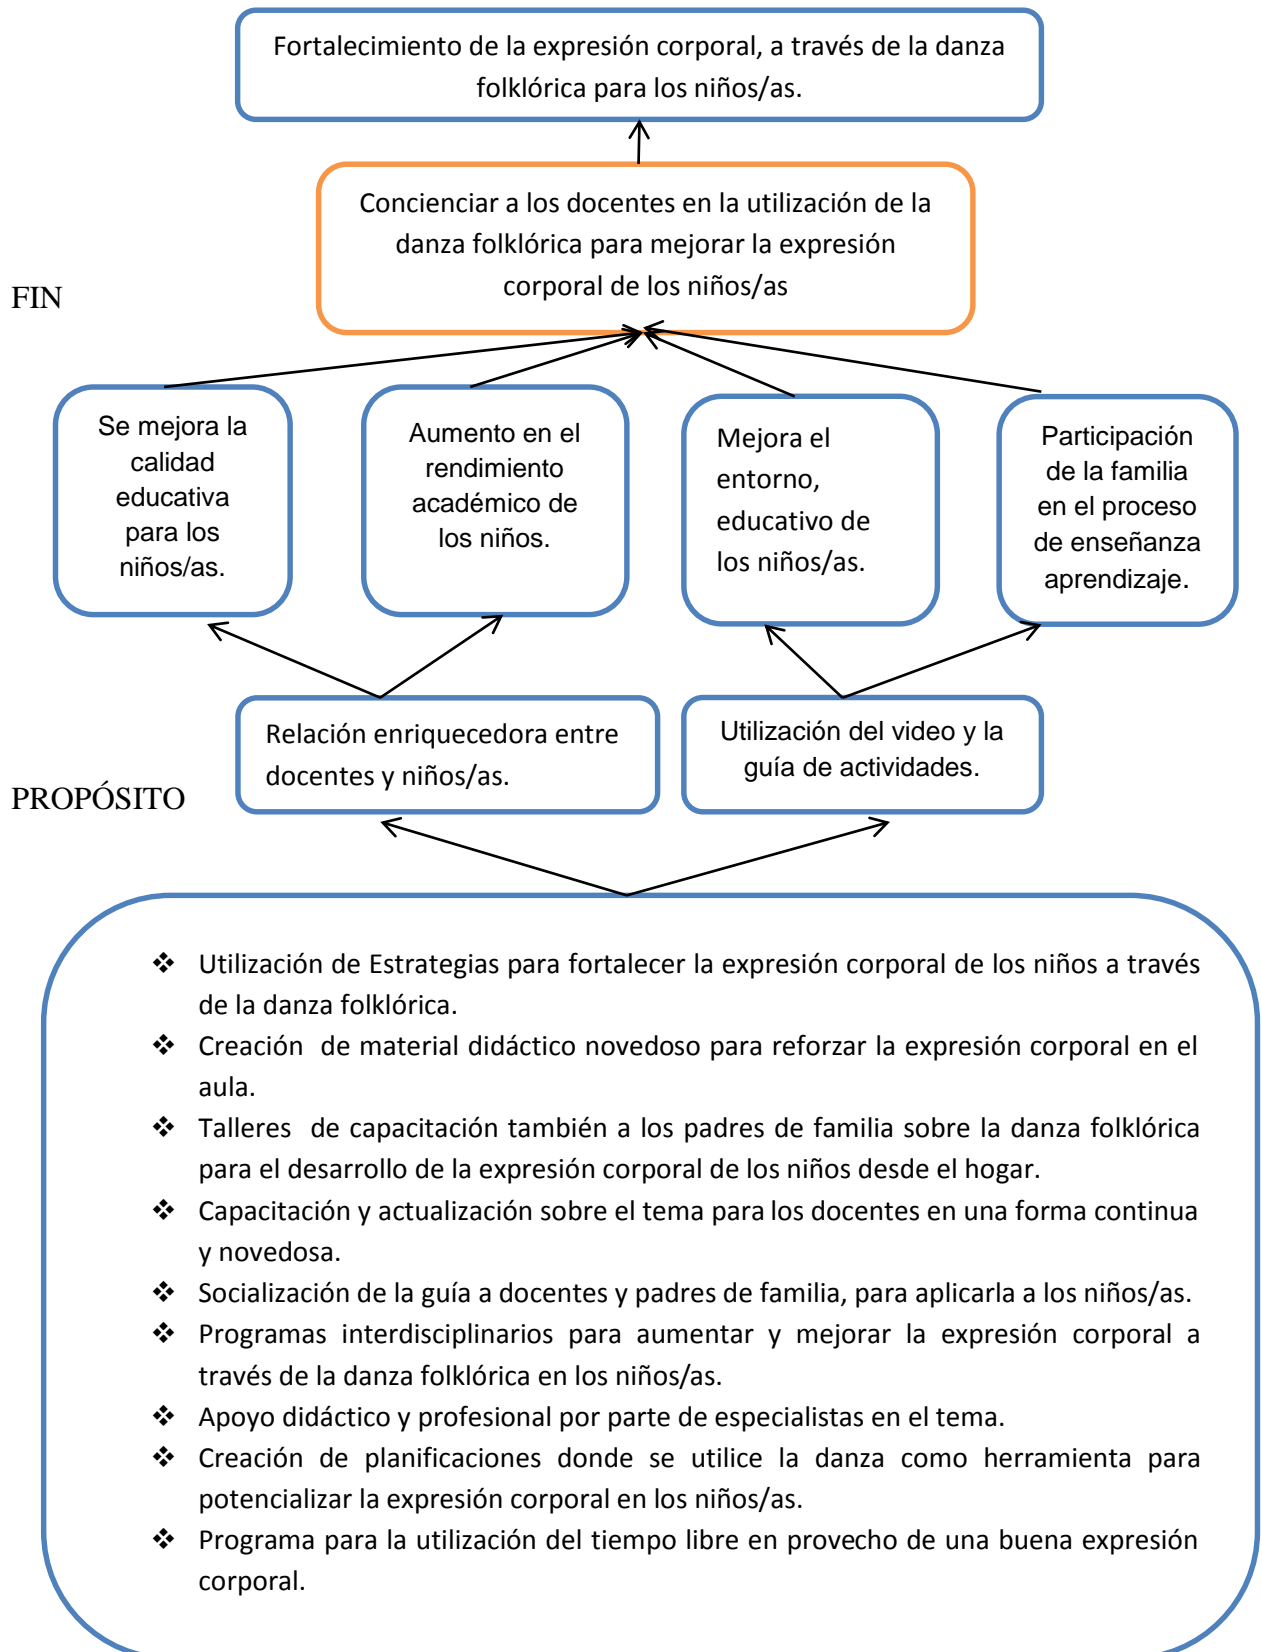 Fortalecimiento de la expresión corporal, a través de la danza
folklórica para los niños/as.
Concienciar a los docentes en la utilización de la
danza folklórica para mejorar la expresión
corporal de los niños/as
FIN
Se mejora la
calidad
educativa
para los
niños/as.
Aumento en el
rendimiento
académico de
los niños.
Mejora el
entorno,
educativo de
los niños/as.
Participación
de la familia
en el proceso
de enseñanza
aprendizaje.
Relación enriquecedora entre
docentes y niños/as.
Utilización del video y la
guía de actividades.
PROPÓSITO
❖ Utilización de Estrategias para fortalecer la expresión corporal de los niños a través
de la danza folklórica.
❖ Creación de material didáctico novedoso para reforzar la expresión corporal en el
aula.
❖ Talleres de capacitación también a los padres de familia sobre la danza folklórica
para el desarrollo de la expresión corporal de los niños desde el hogar.
❖ Capacitación y actualización sobre el tema para los docentes en una forma continua
y novedosa.
❖ Socialización de la guía a docentes y padres de familia, para aplicarla a los niños/as.
❖ Programas interdisciplinarios para aumentar y mejorar la expresión corporal a
través de la danza folklórica en los niños/as.
❖ Apoyo didáctico y profesional por parte de especialistas en el tema.
❖ Creación de planificaciones donde se utilice la danza como herramienta para
potencializar la expresión corporal en los niños/as.
❖ Programa para la utilización del tiempo libre en provecho de una buena expresión
corporal.